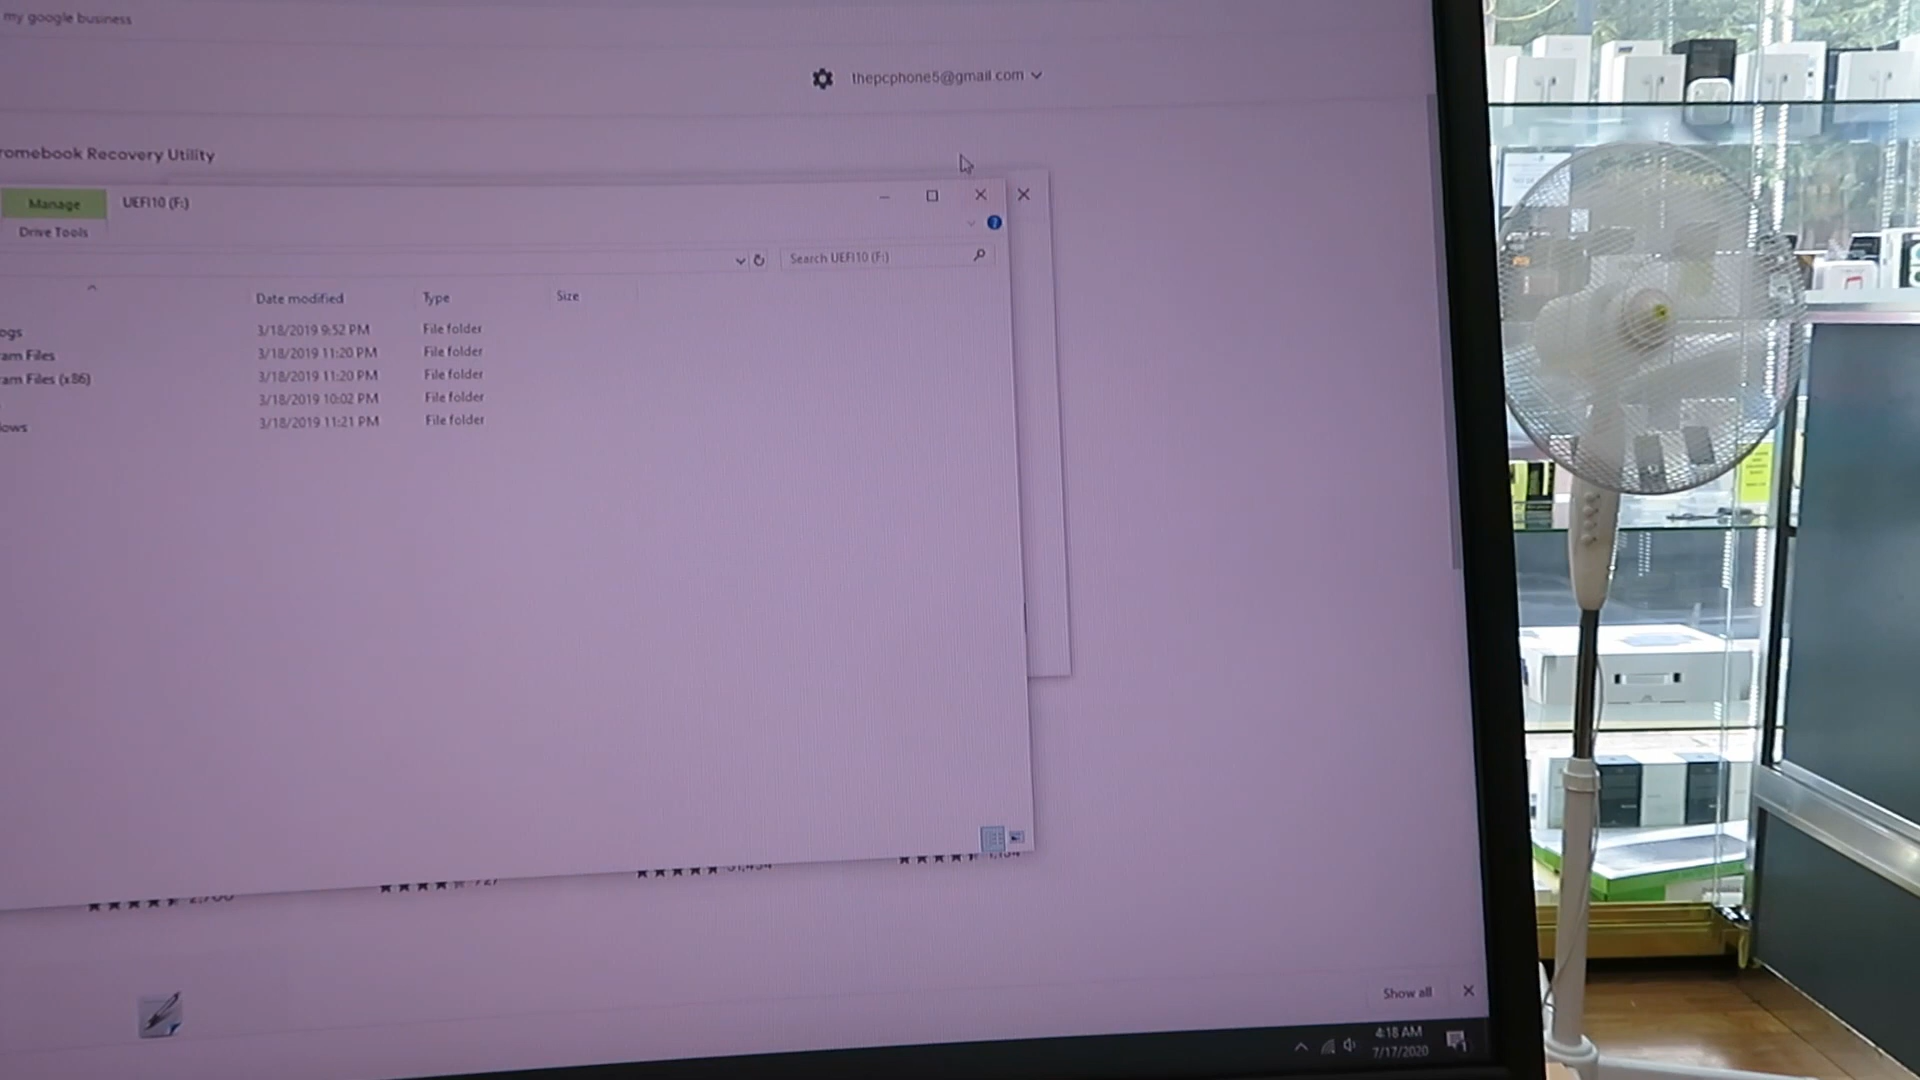 my google business
thepcphone5@gmail.com
romebook Recovery Utility
Manage
UEFI10 (F:)
Drive Tools
Search UEFI10 (F:)
Date modified
Type
Size
ogs
3/18/2019 9:52 PM
File folder
ram Files
3/18/2019 11:20 PM
File folder
ram Files (x86)
3/18/2019 11:20 PM
File folder
3/18/2019 10:02 PM
File folder
ows
3/18/2019 11:21 PM
File folder
Show all
4:18 AM
7/17/2020